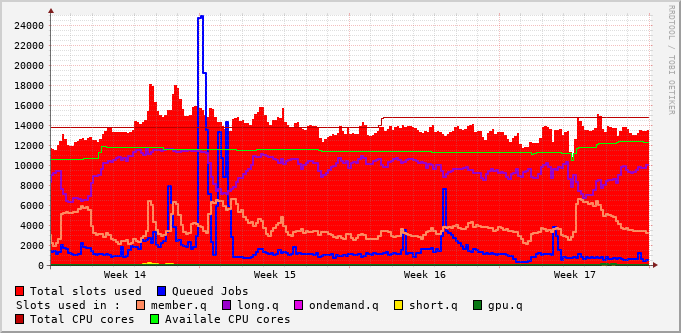 RRDTOOL / TOBI OETIKER
24000
22000
20000
18000
16000
14000
12000
10000
8000
6000
4000
2000
0
Week 14 Week 15 Week 16 Week 17
Total slots used Queued Jobs
Slots used in : member.q long.q ondemand.q short.q gpu.q
Total CPU cores Availale CPU cores